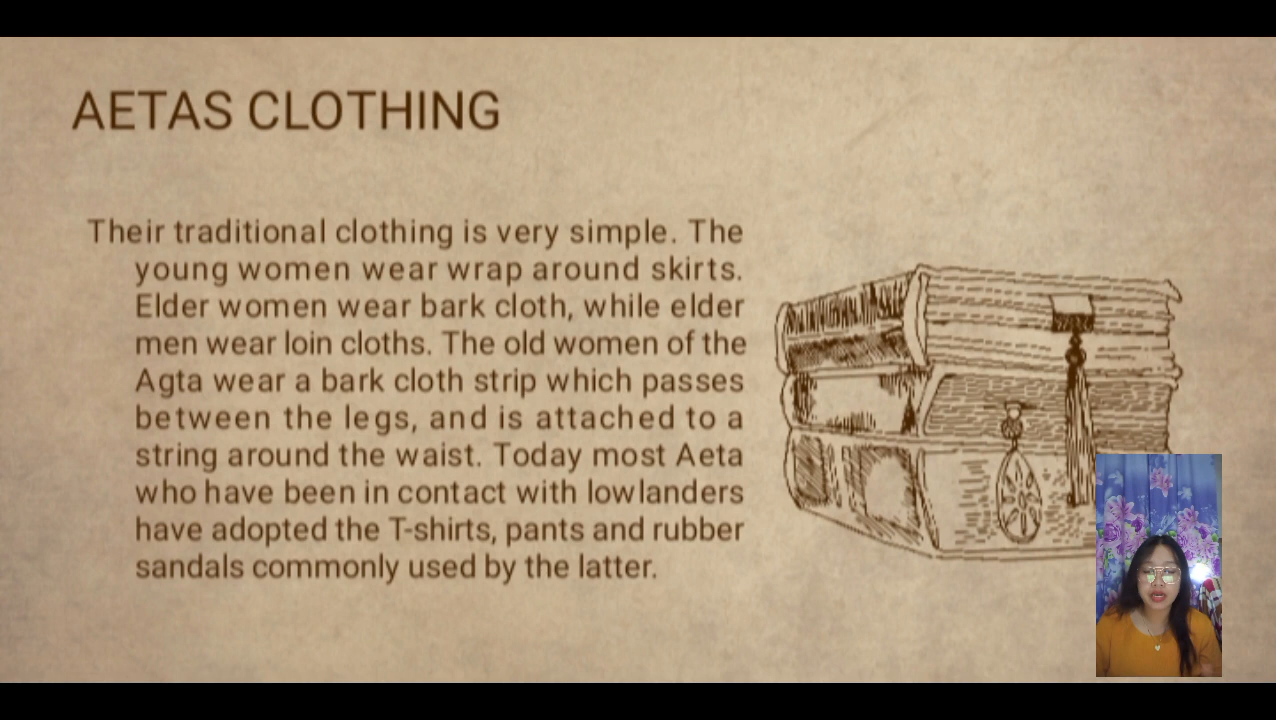 AETAS CLOTHING
Their traditional clothing is very simple. The
young women wear wrap around skirts.
Elder women wear bark cloth, while elder
men wear loin cloths. The old women of the
Agta wear a bark cloth strip which passes
between the legs, and is attached to a
string around the waist. Today most Aeta
who have been in contact with lowlanders
have adopted the T-shirts, pants and rubber
sandals commonly used by the latter.